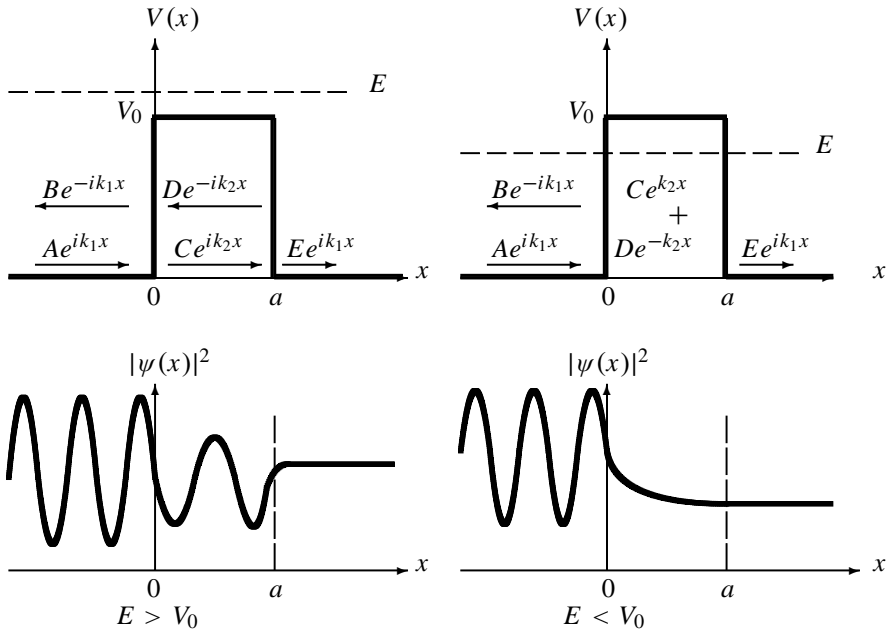 V(x)
E
V₀
Be^{-ik₁x} De^{-ik₂x}
Ae^{ik₁x} Ce^{ik₂x} Ee^{ik₁x}
x
0 a
V(x)
V₀
E
Be^{-ik₁x} Ce^{k₂x}
+
Ae^{ik₁x} De^{-k₂x} Ee^{ik₁x}
x
0 a
|ψ(x)|²
x
0 a
E > V₀
|ψ(x)|²
x
0 a
E < V₀